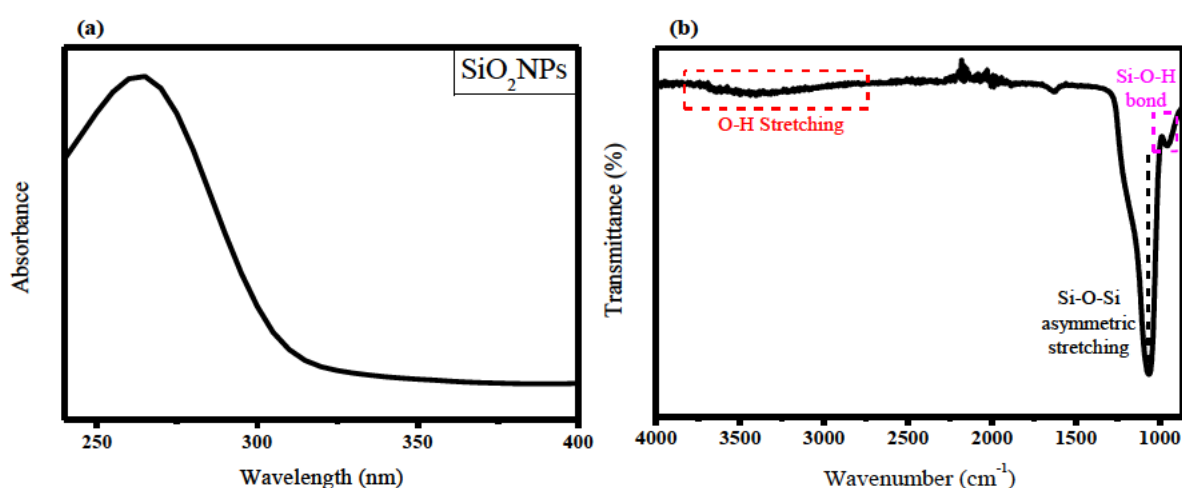 (a)
SiO₂NPs
Absorbance
250 300 350 400
Wavelength (nm)
(b)
Si-O-H
bond
O-H Stretching
Si-O-Si
asymmetric
stretching
Transmittance (%)
4000 3500 3000 2500 2000 1500 1000
Wavenumber (cm⁻¹)